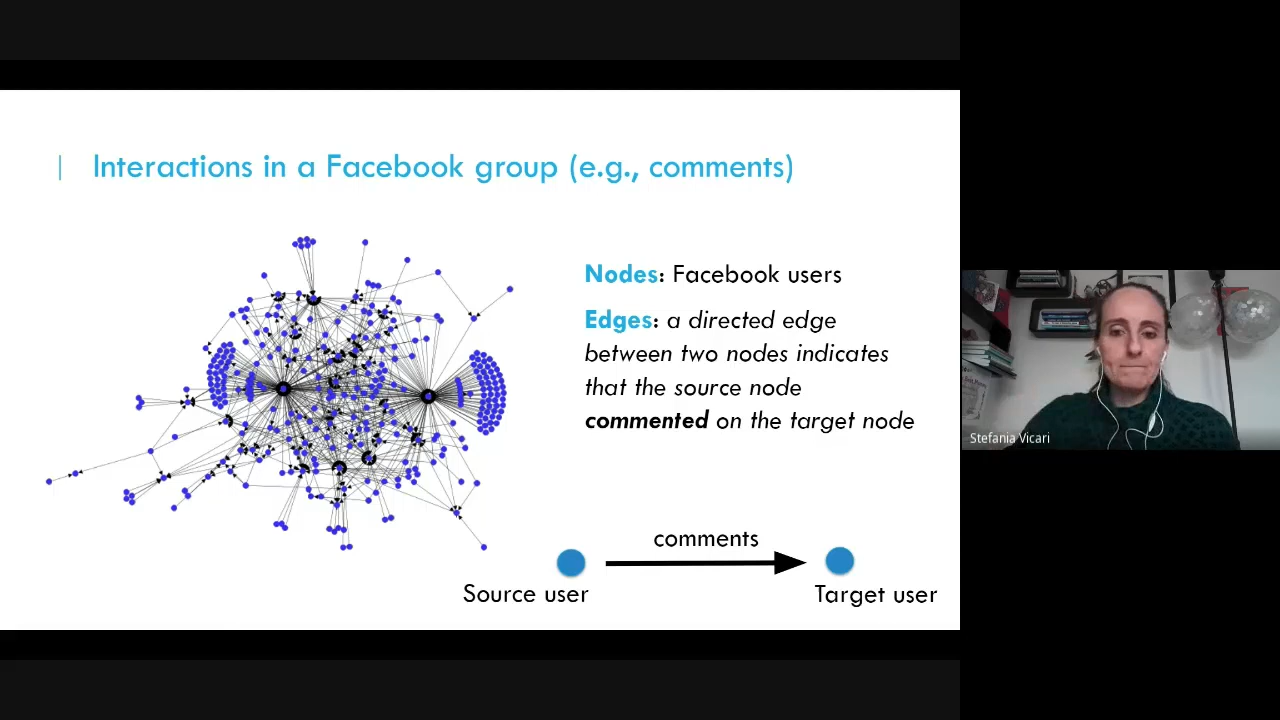 Interactions in a Facebook group (e.g., comments)
Nodes: Facebook users
Edges: a directed edge
between two nodes indicates
that the source node
commented on the target node
comments
Source user
Target user
Stefania Vicari